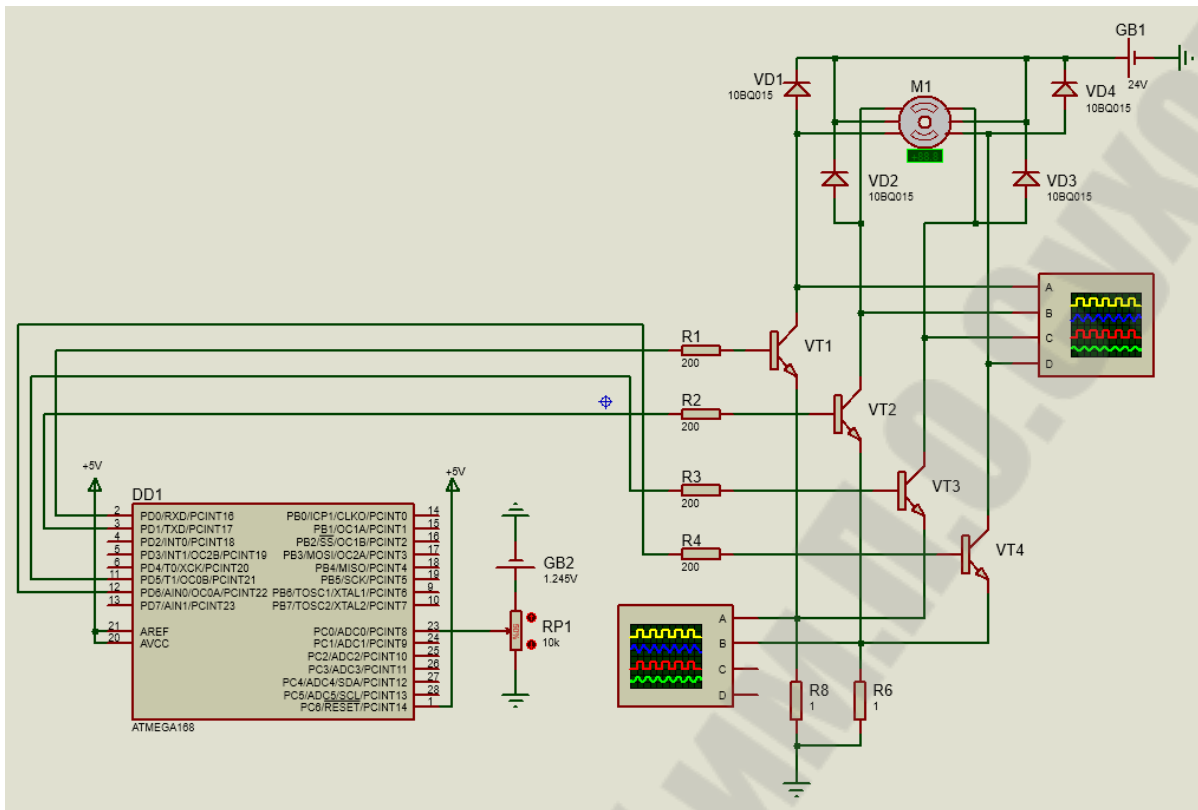 GB1
24V
VD1
10BQ015
M1
VD4
10BQ015
VD2
10BQ015
VD3
10BQ015
A
B
C
D
R1
200
VT1
R2
200
VT2
R3
200
VT3
R4
200
VT4
+5V
+5V
DD1
2
PD0/RXD/PCINT16
3
PD1/TXD/PCINT17
4
PD2/INT0/PCINT18
5
PD3/INT1/OC2B/PCINT19
6
PD4/T0/XCK/PCINT20
11
PD5/T1/OC0B/PCINT21
12
PD6/AIN0/OC0A/PCINT22
13
PD7/AIN1/PCINT23
21
AREF
20
AVCC
PB0/ICP1/CLKO/PCINT0
14
PB1/OC1A/PCINT1
15
PB2/SS/OC1B/PCINT2
16
PB3/MOSI/OC2A/PCINT3
17
PB4/MISO/PCINT4
18
PB5/SCK/PCINT5
19
PB6/TOSC1/XTAL1/PCINT6
9
PB7/TOSC2/XTAL2/PCINT7
10
PC0/ADC0/PCINT8
23
PC1/ADC1/PCINT9
24
PC2/ADC2/PCINT10
25
PC3/ADC3/PCINT11
26
PC4/ADC4/SDA/PCINT12
27
PC5/ADC5/SCL/PCINT13
28
PC6/RESET/PCINT14
1
ATMEGA168
GB2
1.245V
50%
RP1
10k
A
B
C
D
R8
1
R6
1